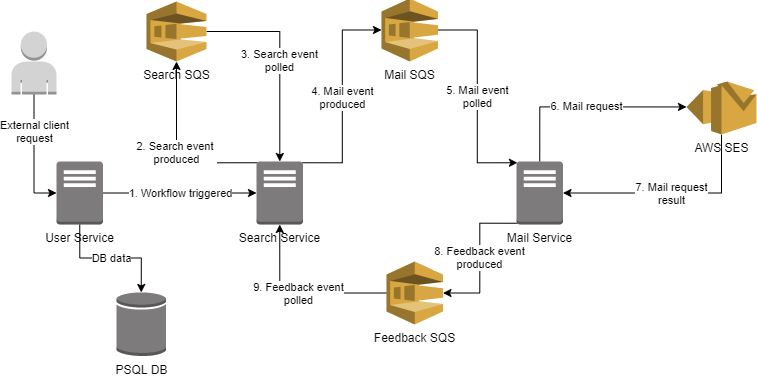 3. Search event
polled
Search SQS
Mail SQS
4. Mail event
produced
5. Mail event
polled
6. Mail request
External client
request
2. Search event
produced
AWS SES
1. Workflow triggered
7. Mail request
result
User Service
Search Service
Mail Service
DB data
8. Feedback event
produced
9. Feedback event
polled
Feedback SQS
PSQL DB